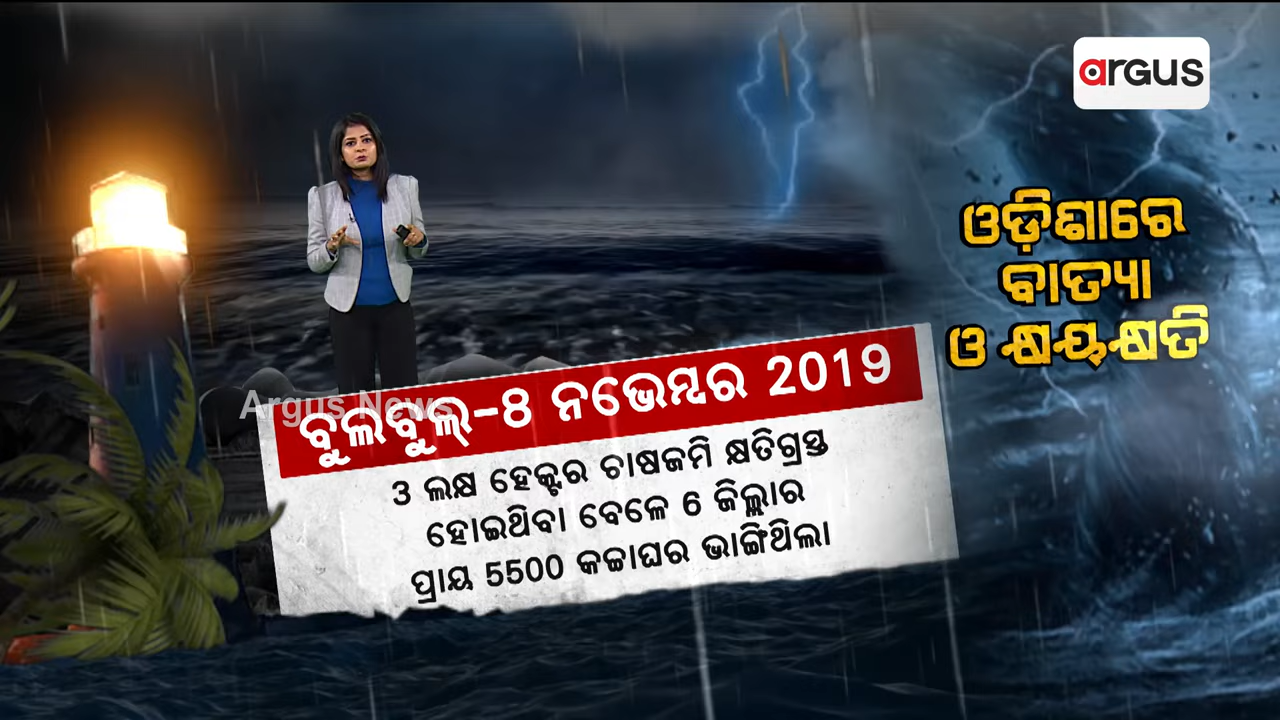 argus
ଓଡ଼ିଶାରେ
ବାତ୍ୟା
ଓ କ୍ଷୟକ୍ଷତି
Argus News
ବୁଲବୁଲ୍-8 ନଭେମ୍ବର 2019
3 ଲକ୍ଷ ହେକ୍ଟର ଚାଷଜମି କ୍ଷତିଗ୍ରସ୍ତ
ହୋଇଥିବା ବେଳେ 6 ଜିଲ୍ଲାର
ପ୍ରାୟ 5500 କଚ୍ଚାଘର ଭାଙ୍ଗିଥିଲା